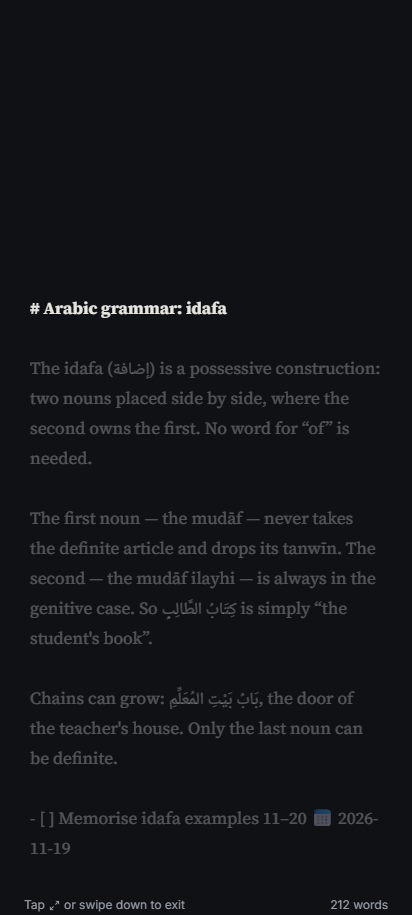 # Arabic grammar: idafa
The idafa (إضافة) is a possessive construction:
two nouns placed side by side, where the
second owns the first. No word for “of” is
needed.
The first noun — the muḍāf — never takes
the definite article and drops its tanwīn. The
second — the muḍāf ilayhi — is always in the
genitive case. So كِتَابُ الطَّالِبِ is simply “the
student's book”.
Chains can grow: بَابُ بَيْتِ المُعَلِّمِ, the door of
the teacher's house. Only the last noun can
be definite.
- [ ] Memorise idafa examples 11–20 📅 2026-
11-19
Tap ⤢ or swipe down to exit
212 words